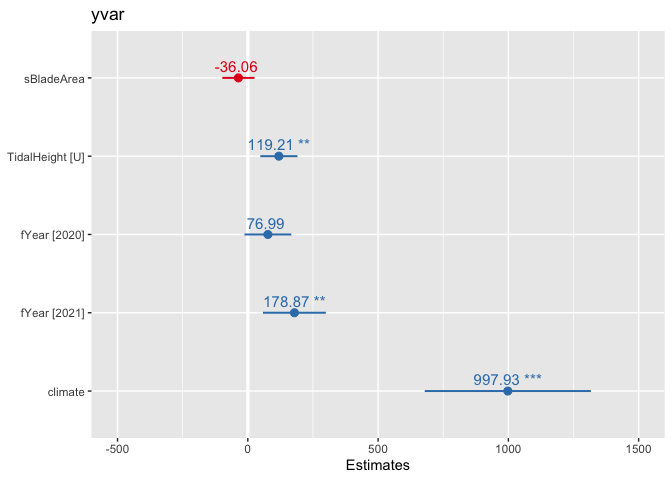 yvar
sBladeArea
-36.06
TidalHeight [U]
119.21 **
fYear [2020]
76.99
fYear [2021]
178.87 **
climate
997.93 ***
-500 0 500 1000 1500
Estimates